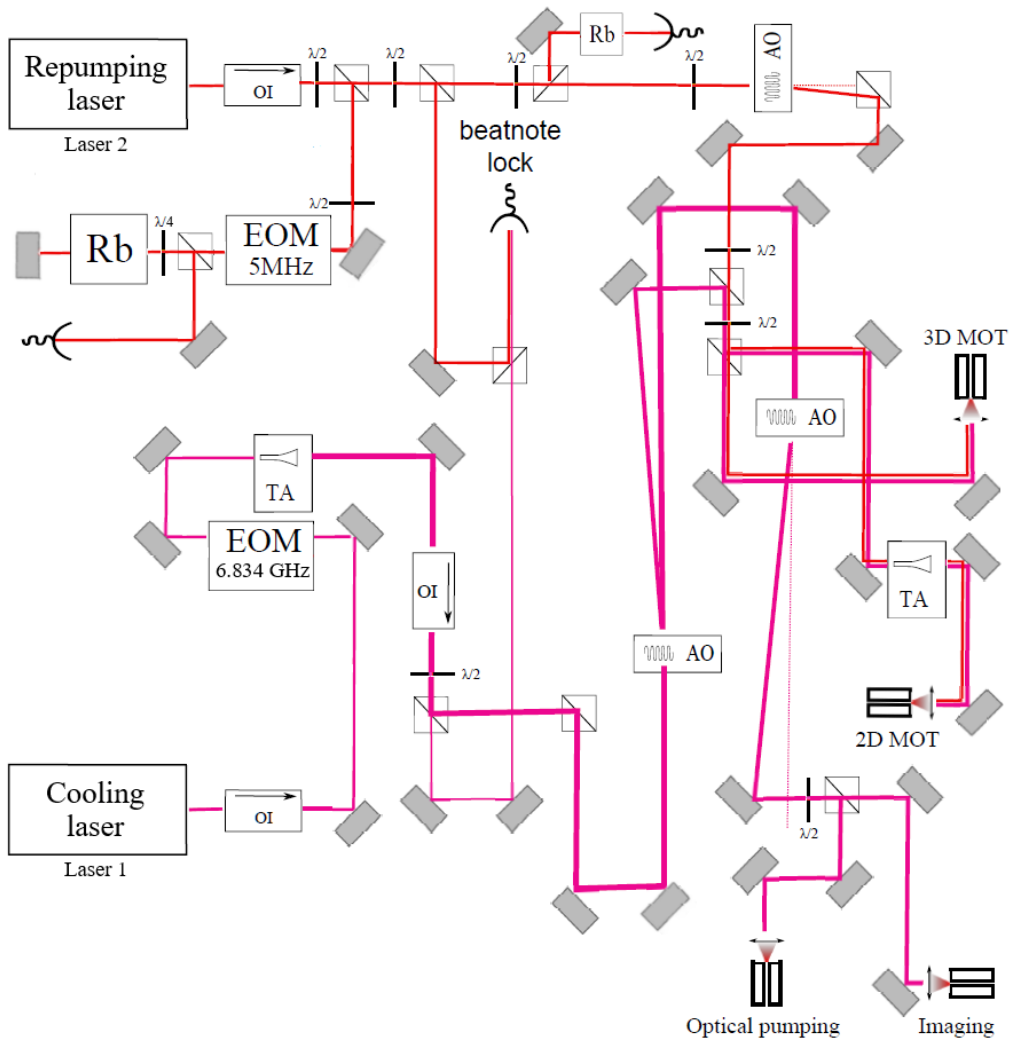 Repumping
laser
Laser 2
OI
λ/2
λ/2
λ/2
Rb
λ/2
AO
beatnote
lock
λ/2
Rb
λ/4
EOM
5MHz
λ/2
λ/2
3D MOT
AO
TA
EOM
6.834 GHz
OI
TA
λ/2
AO
2D MOT
Cooling
laser
Laser 1
OI
λ/2
Optical pumping
Imaging